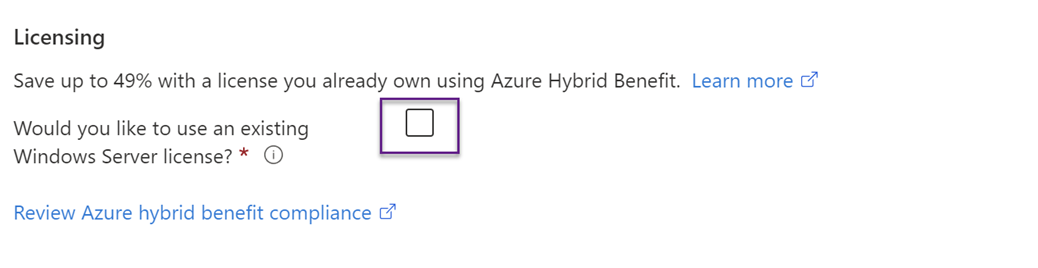 Licensing
Save up to 49% with a license you already own using Azure Hybrid Benefit. Learn more
Would you like to use an existing
Windows Server license? *
Review Azure hybrid benefit compliance